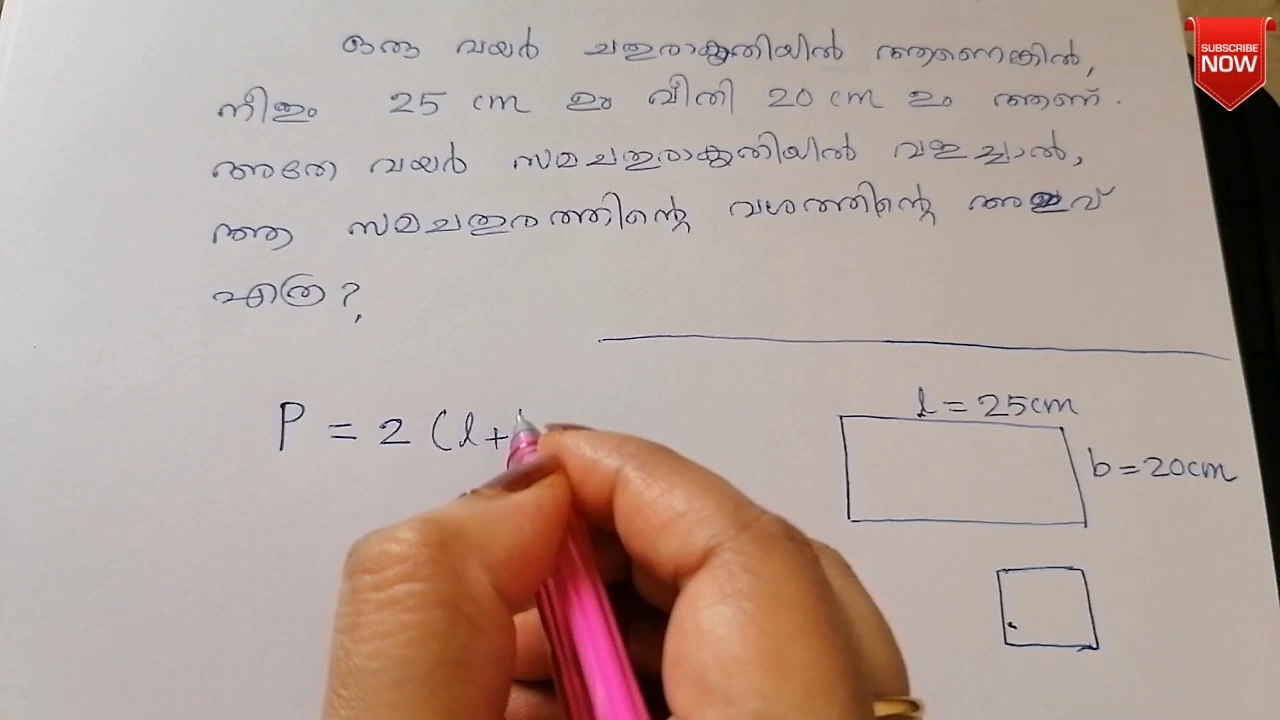 ഒരു വയർ ചതുരാകൃതിയിൽ ആണെങ്കിൽ,
നീളം 25 cm ഉം വീതി 20 cm ഉം ആണ്.
അതേ വയർ സമചതുരാകൃതിയിൽ വളച്ചാൽ,
ആ സമചതുരത്തിന്റെ വശത്തിന്റെ അളവ്
എത്ര?
P = 2 (l +
l = 25cm
b = 20cm
SUBSCRIBE
NOW